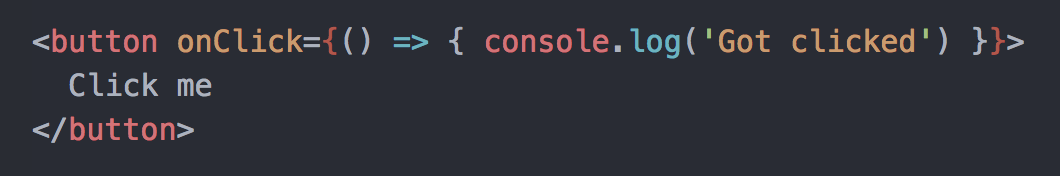 <button onClick={() => { console.log('Got clicked') }}>
  Click me
</button>